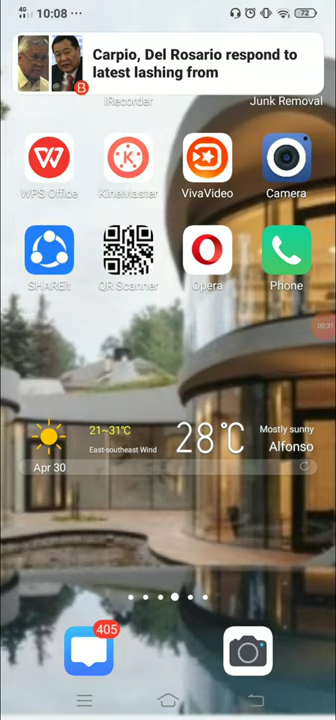 4G 10:08 72
Carpio, Del Rosario respond to
latest lashing from
iRecorder Junk Removal
WPS Office KineMaster VivaVideo Camera
SHAREit QR Scanner Opera Phone
00:31
21~31℃ 28℃ Mostly sunny
East-southeast Wind Alfonso
Apr 30
405